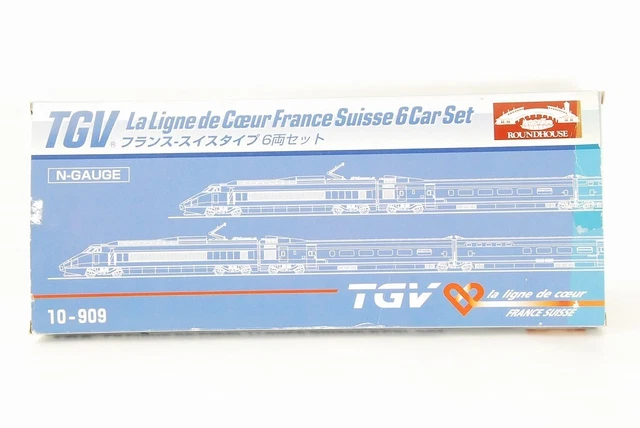 TGV® La Ligne de Cœur France Suisse 6 Car Set
フランス-スイスタイプ 6両セット
ROUNDHOUSE
N-GAUGE
TGV la ligne de cœur
FRANCE SUISSE
10-909